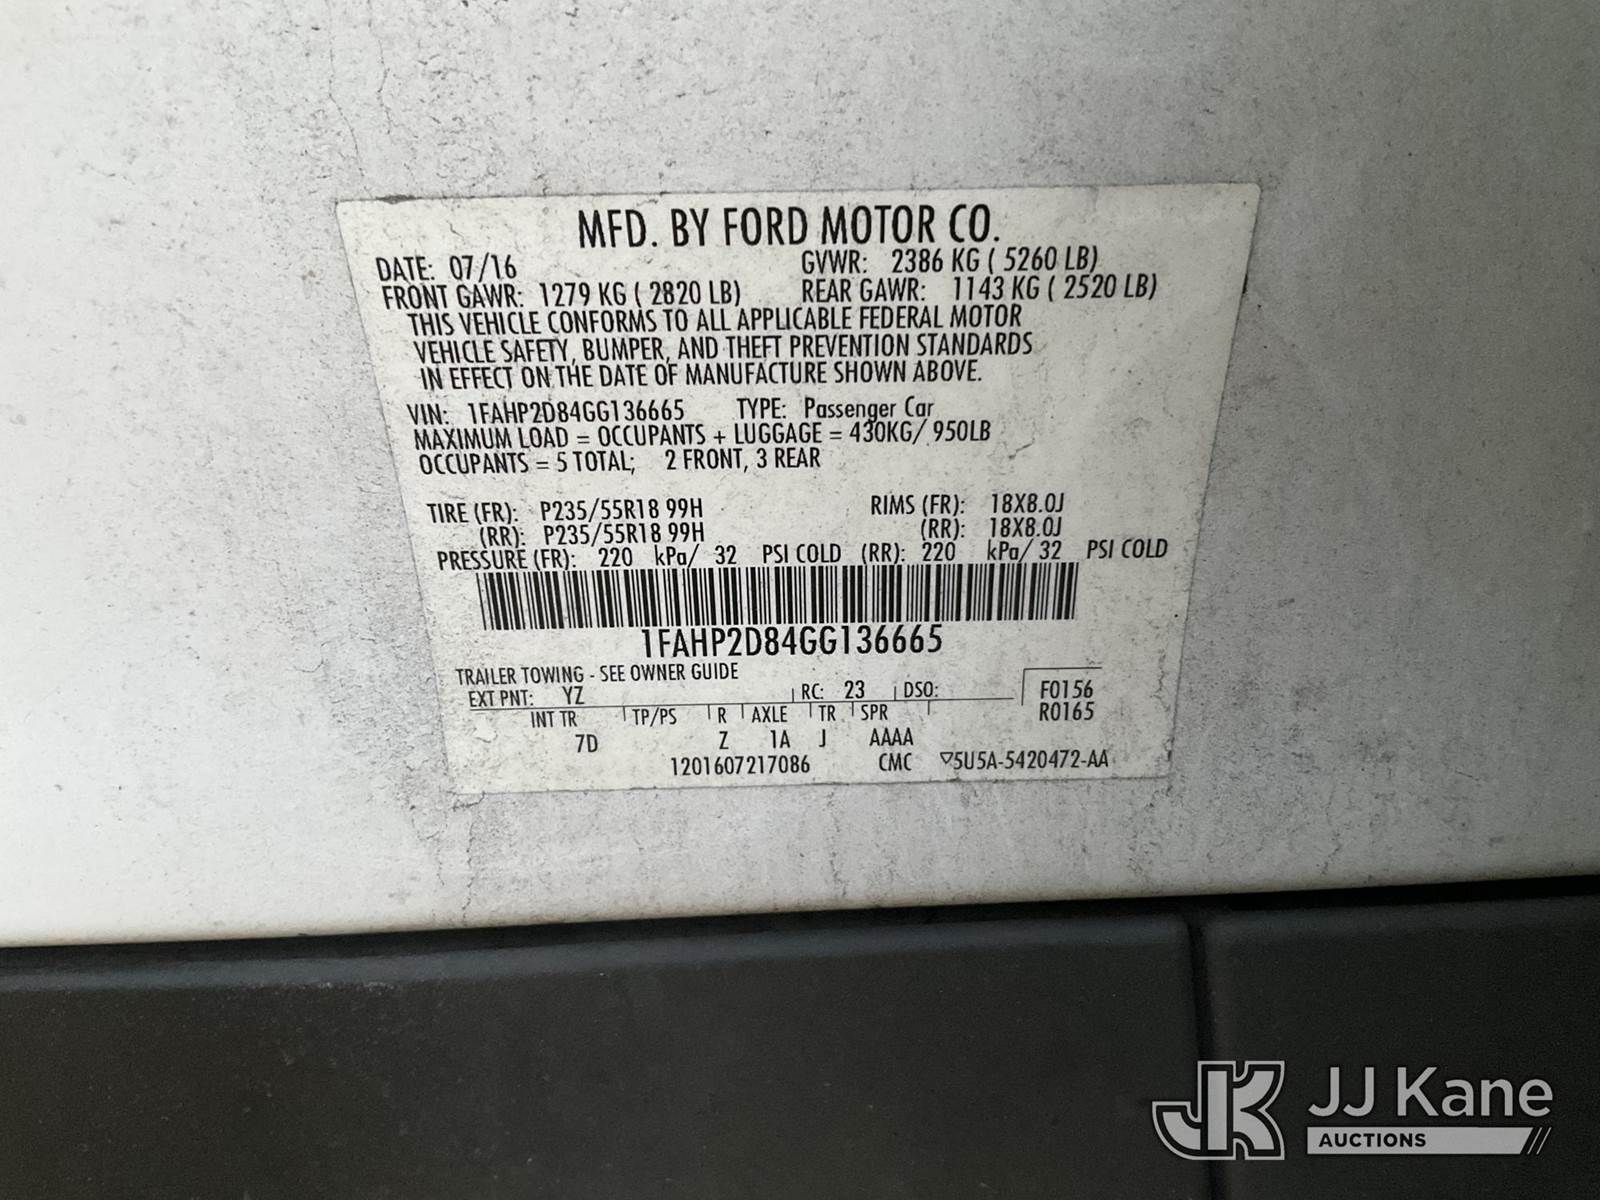 MFD. BY FORD MOTOR CO.
DATE: 07/16 GVWR: 2386 KG ( 5260 LB)
FRONT GAWR: 1279 KG ( 2820 LB) REAR GAWR: 1143 KG ( 2520 LB)
THIS VEHICLE CONFORMS TO ALL APPLICABLE FEDERAL MOTOR
VEHICLE SAFETY, BUMPER, AND THEFT PREVENTION STANDARDS
IN EFFECT ON THE DATE OF MANUFACTURE SHOWN ABOVE.
VIN: 1FAHP2D84GG136665 TYPE: Passenger Car
MAXIMUM LOAD = OCCUPANTS + LUGGAGE = 430KG/ 950LB
OCCUPANTS = 5 TOTAL; 2 FRONT, 3 REAR
TIRE (FR): P235/55R18 99H RIMS (FR): 18X8.0J
(RR): P235/55R18 99H (RR): 18X8.0J
PRESSURE (FR): 220 kPa/ 32 PSI COLD (RR): 220 kPa/ 32 PSI COLD
1FAHP2D84GG136665
TRAILER TOWING - SEE OWNER GUIDE
EXT PNT: YZ RC: 23 DSO: F0156
INT TR TP/PS R AXLE TR SPR R0165
7D Z 1A J AAAA
1201607217086 CMC ▽5U5A-5420472-AA
JK JJ Kane
AUCTIONS